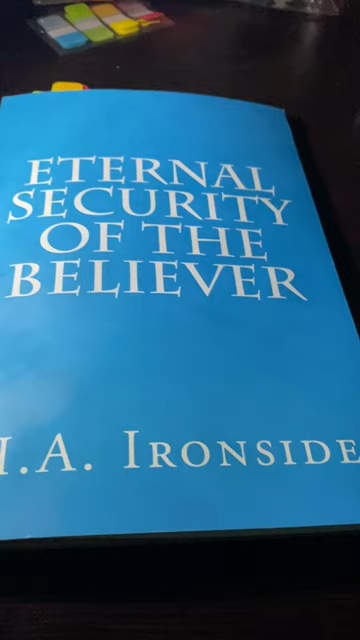 ETERNAL
SECURITY
OF THE
BELIEVER
H.A. IRONSIDE